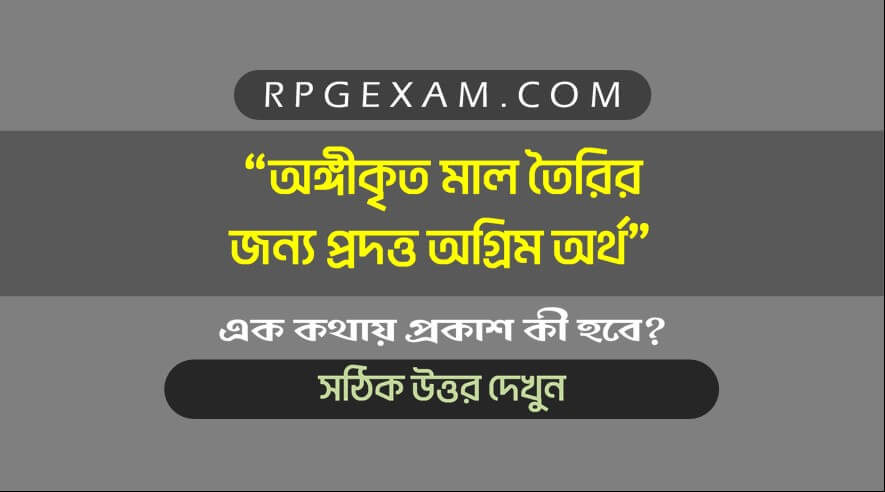 RPGEXAM.COM
“অঙ্গীকৃত মাল তৈরির
জন্য প্রদত্ত অগ্রিম অর্থ”
এক কথায় প্রকাশ কী হবে?
সঠিক উত্তর দেখুন